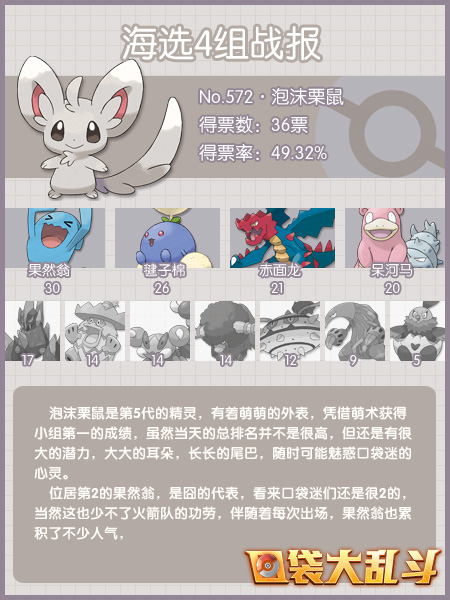 海选4组战报
No.572·泡沫栗鼠
得票数：36票
得票率：49.32%
果然翁 毽子棉 赤面龙 呆河马
30 26 21 20
17 14 14 14 12 9 5
泡沫栗鼠是第5代的精灵，有着萌萌的外表，凭借萌术获得
小组第一的成绩，虽然当天的总排名并不是很高，但还是有很
大的潜力，大大的耳朵，长长的尾巴，随时可能魅惑口袋迷的
心灵。
位居第2的果然翁，是囧的代表，看来口袋迷们还是很2的，
当然这也少不了火箭队的功劳，伴随着每次出场，果然翁也累
积了不少人气，
口袋大乱斗